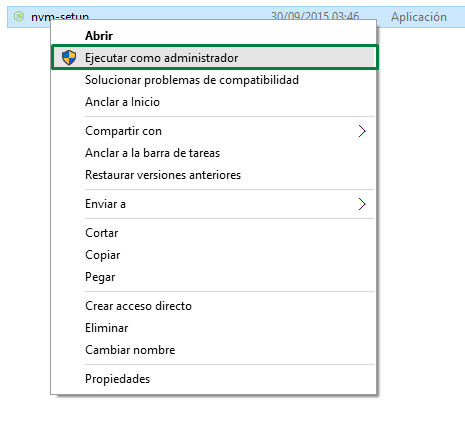 nvm-setup 30/09/2015 03:46 Aplicación
Abrir
Ejecutar como administrador
Solucionar problemas de compatibilidad
Anclar a Inicio
Compartir con
Anclar a la barra de tareas
Restaurar versiones anteriores
Enviar a
Cortar
Copiar
Pegar
Crear acceso directo
Eliminar
Cambiar nombre
Propiedades